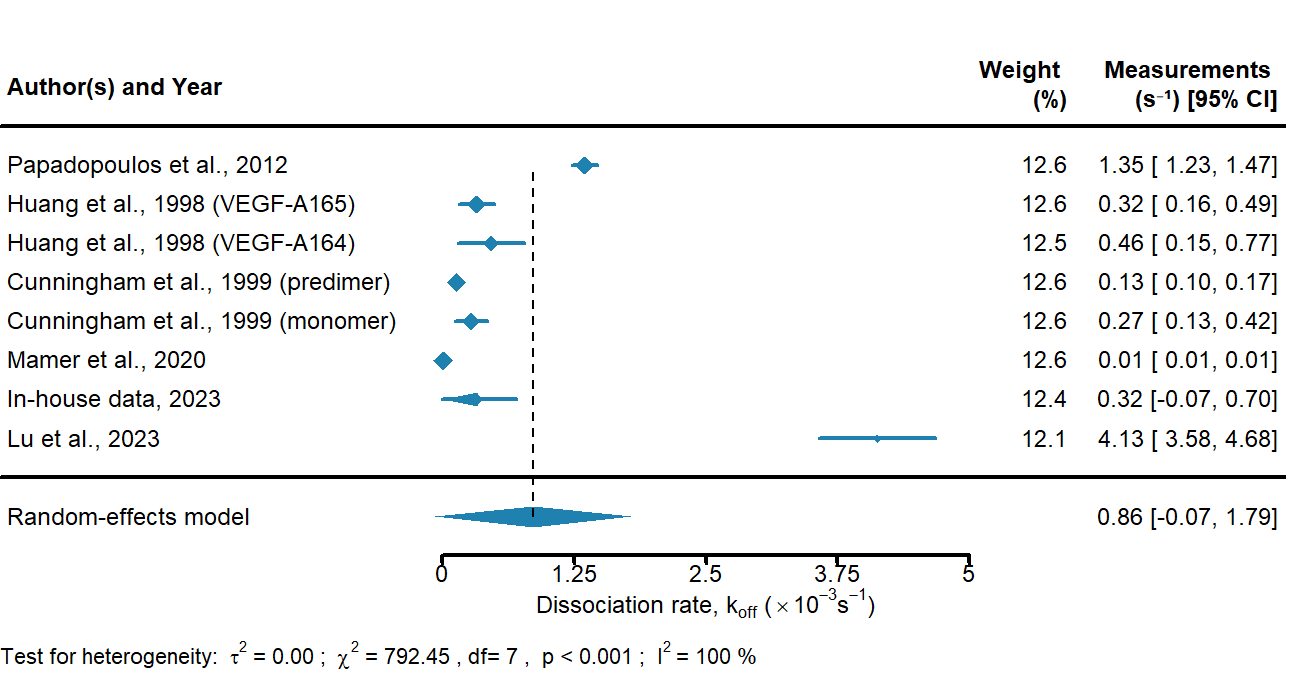 Author(s) and Year Weight (%) Measurements (s⁻¹) [95% CI]
Papadopoulos et al., 2012 12.6 1.35 [ 1.23, 1.47]
Huang et al., 1998 (VEGF-A165) 12.6 0.32 [ 0.16, 0.49]
Huang et al., 1998 (VEGF-A164) 12.5 0.46 [ 0.15, 0.77]
Cunningham et al., 1999 (predimer) 12.6 0.13 [ 0.10, 0.17]
Cunningham et al., 1999 (monomer) 12.6 0.27 [ 0.13, 0.42]
Mamer et al., 2020 12.6 0.01 [ 0.01, 0.01]
In-house data, 2023 12.4 0.32 [-0.07, 0.70]
Lu et al., 2023 12.1 4.13 [ 3.58, 4.68]
Random-effects model 0.86 [-0.07, 1.79]
0 1.25 2.5 3.75 5
Dissociation rate, k_off (×10⁻³s⁻¹)
Test for heterogeneity: τ² = 0.00 ; χ² = 792.45 , df= 7 , p < 0.001 ; I² = 100 %